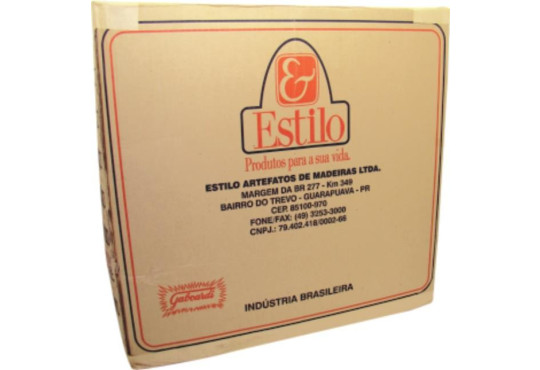 &
Estilo
Produtos para a sua vida.
ESTILO ARTEFATOS DE MADEIRAS LTDA.
MARGEM DA BR 277 - Km 349
BAIRRO DO TREVO - GUARAPUAVA - PR
CEP. 85100-970
FONE/FAX: (49) 3253-3000
CNPJ.: 79.402.418/0002-66
Gaboardi
INDÚSTRIA BRASILEIRA